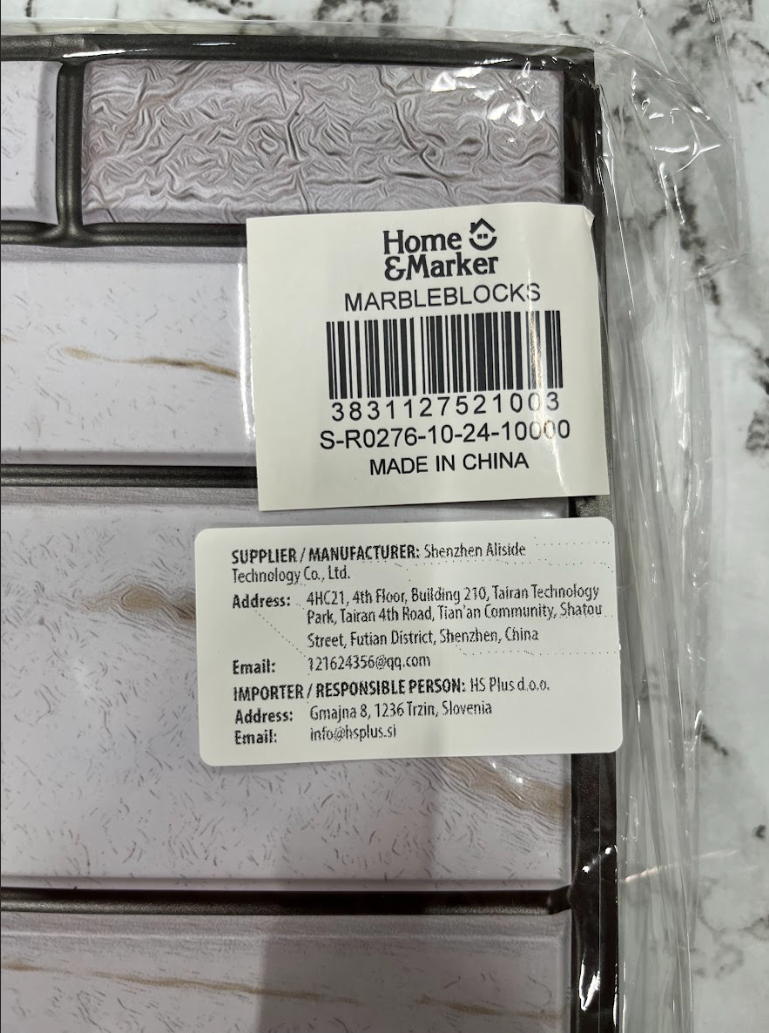 Home
&Marker
MARBLEBLOCKS
3831127521003
S-R0276-10-24-10000
MADE IN CHINA
SUPPLIER / MANUFACTURER: Shenzhen Aliside
Technology Co., Ltd.
Address: 4HC21, 4th Floor, Building 210, Tairan Technology
Park, Tairan 4th Road, Tian'an Community, Shatou
Street, Futian District, Shenzhen, China
Email: 121624356@qq.com
IMPORTER / RESPONSIBLE PERSON: HS Plus d.o.o.
Address: Gmajna 8, 1236 Trzin, Slovenia
Email: info@hsplus.si